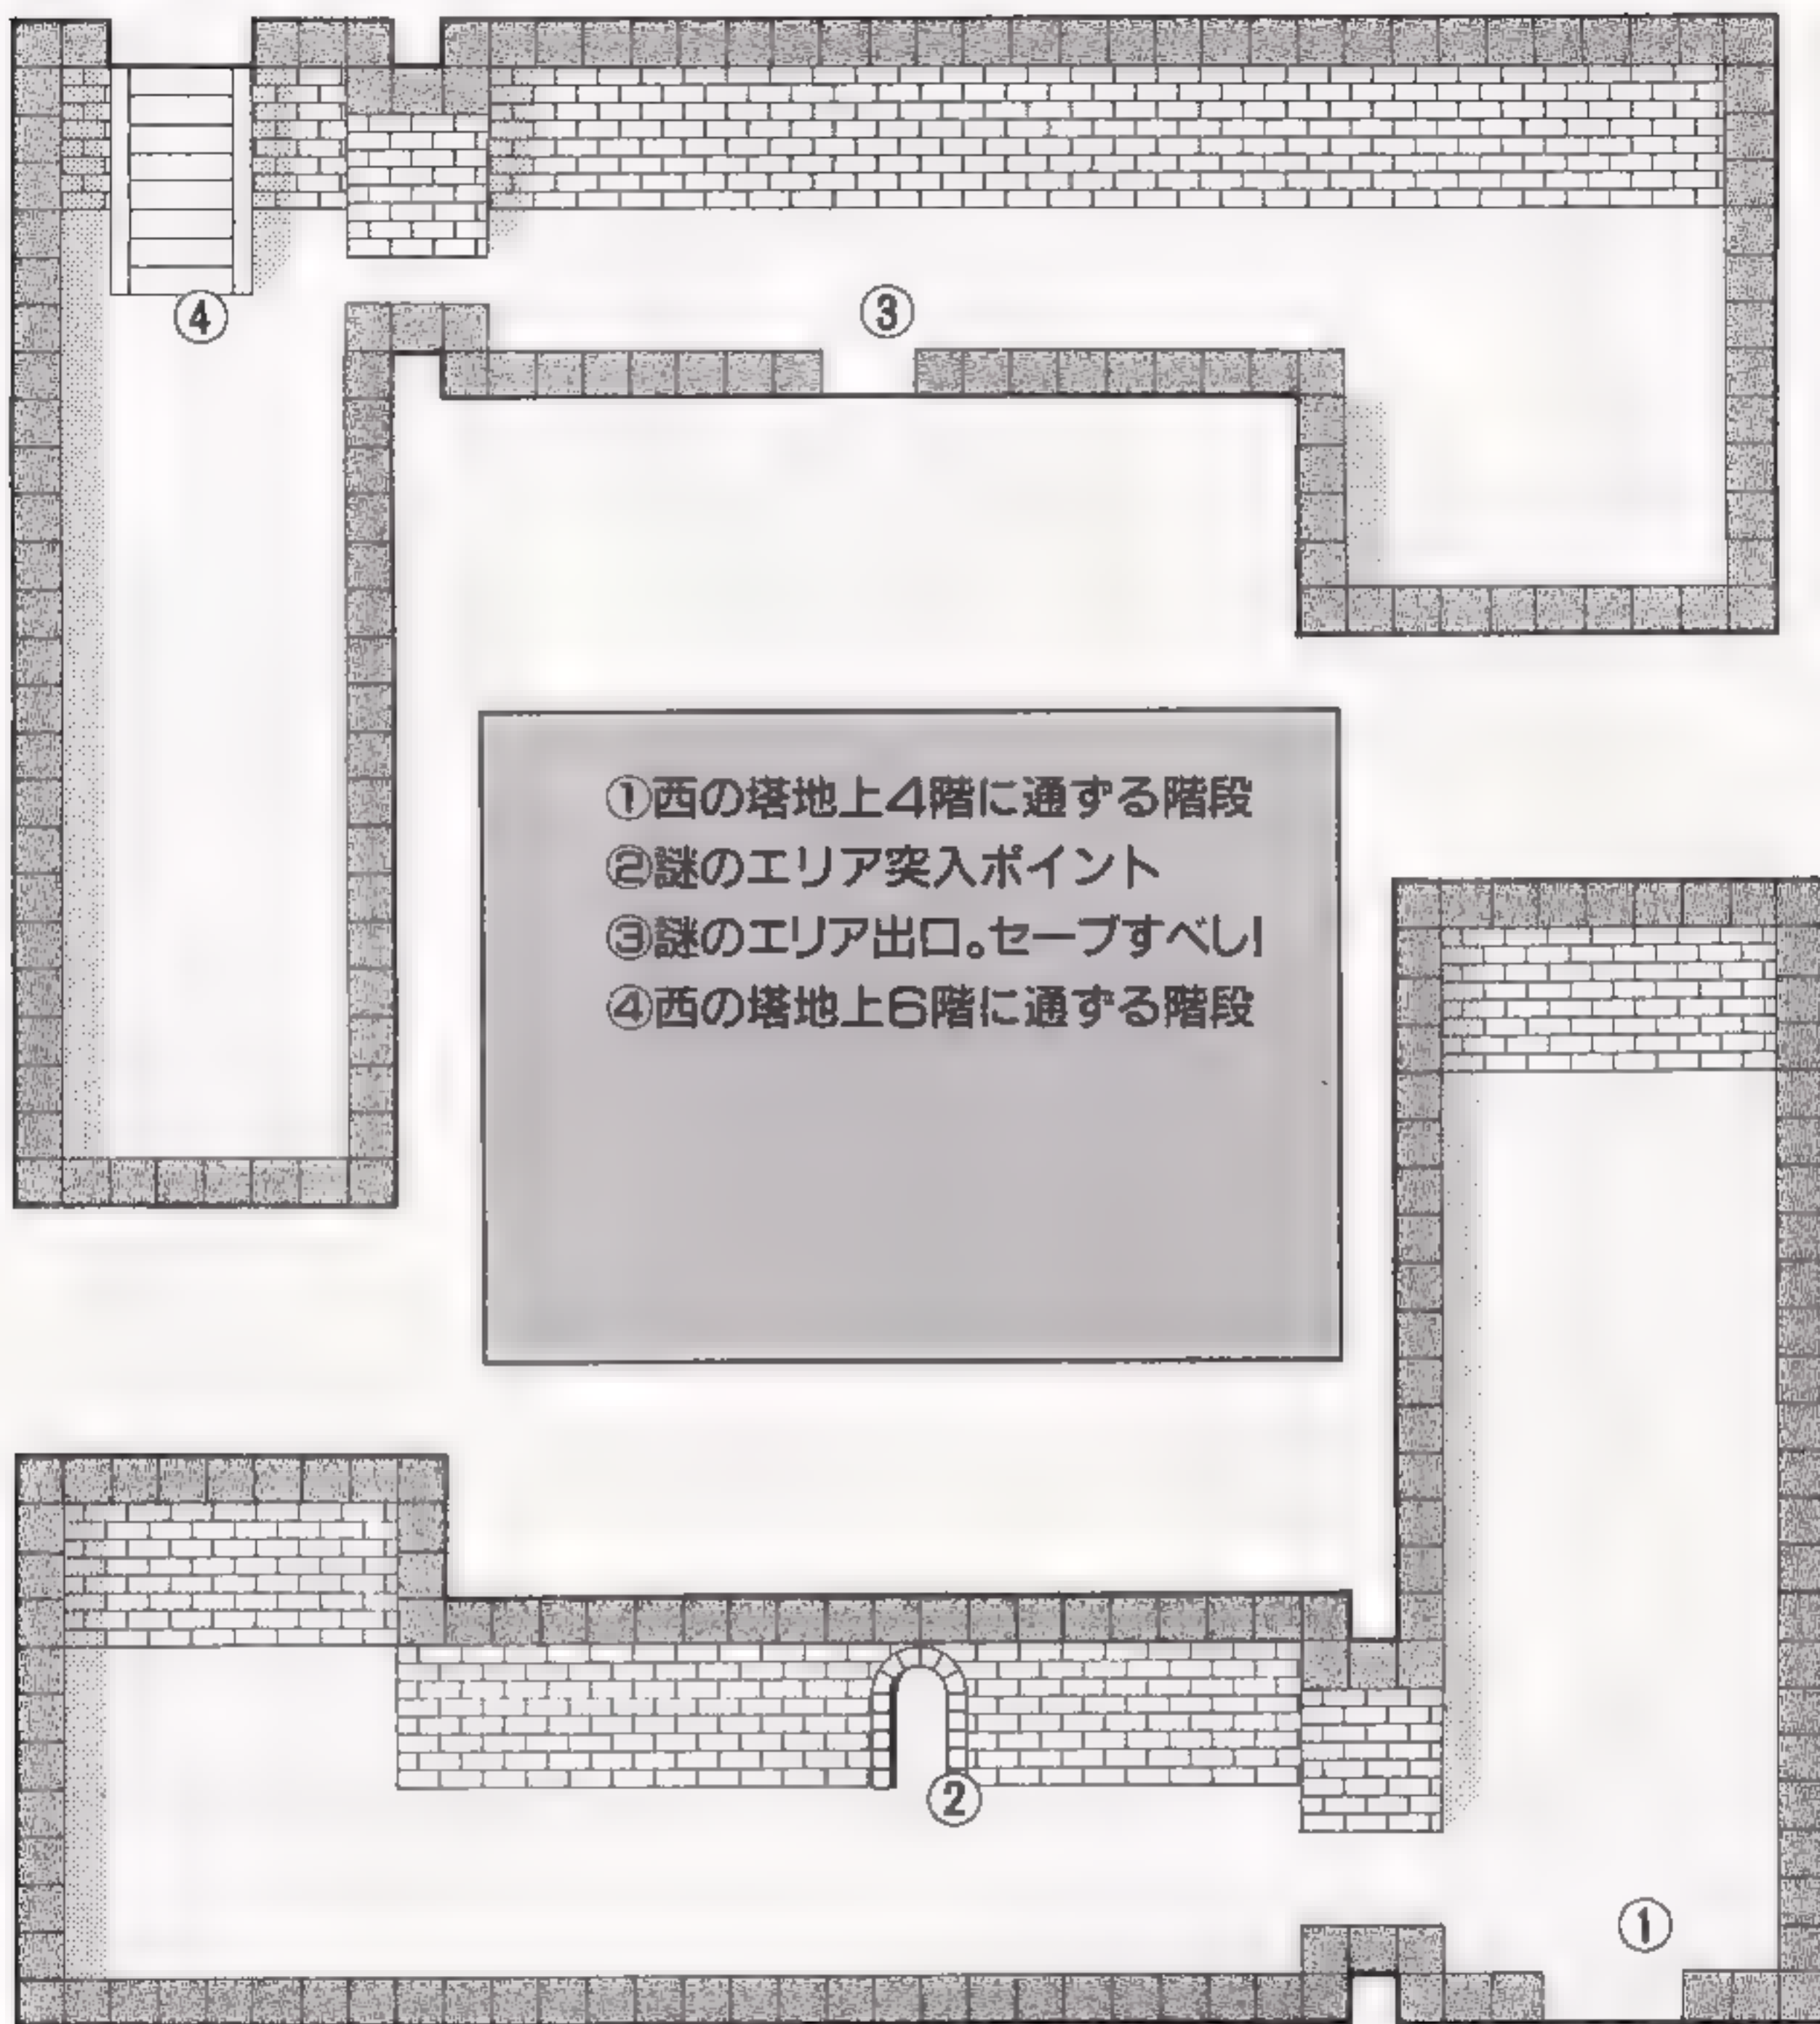 ④
③
①西の塔地上4階に通ずる階段
②謎のエリア突入ポイント
③謎のエリア出口。セーブすべし!
④西の塔地上6階に通ずる階段
②
①